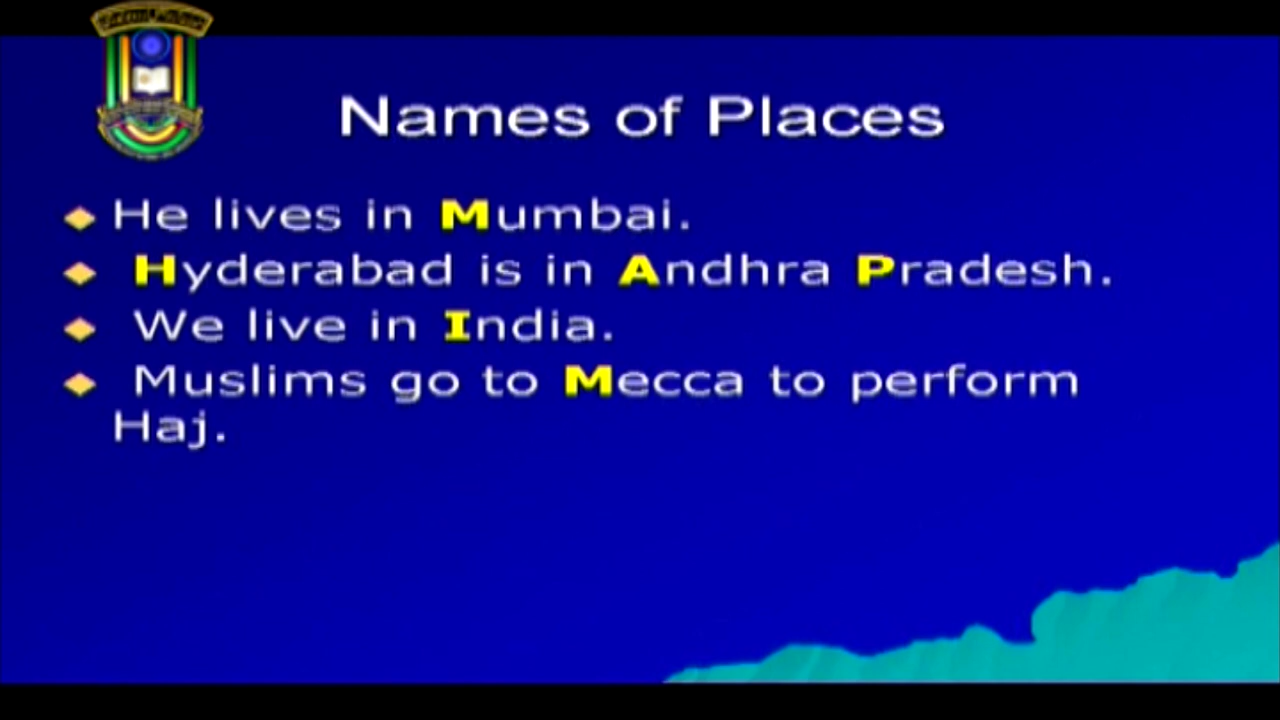 Names of Places
He lives in Mumbai.
Hyderabad is in Andhra Pradesh.
We live in India.
Muslims go to Mecca to perform
Haj.